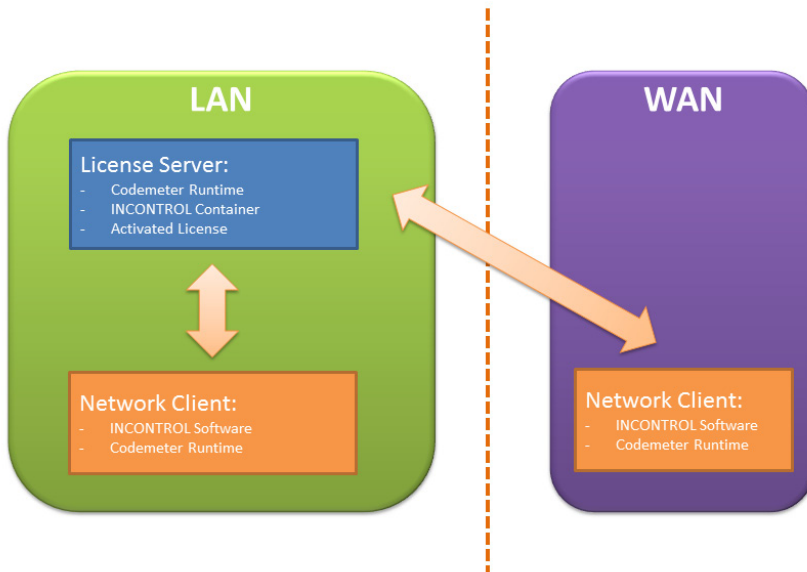 LAN
License Server:
- Codemeter Runtime
- INCONTROL Container
- Activated License
Network Client:
- INCONTROL Software
- Codemeter Runtime
WAN
Network Client:
- INCONTROL Software
- Codemeter Runtime